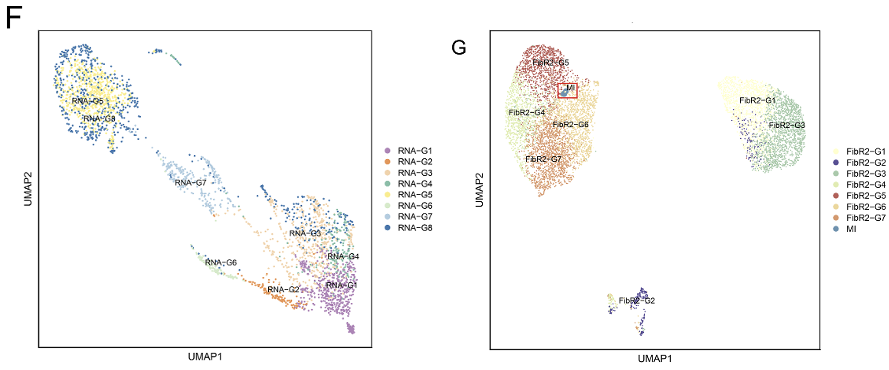 F
RNA-G5
RNA-G8
RNA-G7
RNA-G3
RNA-G6
RNA-G4
RNA-G2
RNA-G1
UMAP2
UMAP1
RNA-G1
RNA-G2
RNA-G3
RNA-G4
RNA-G5
RNA-G6
RNA-G7
RNA-G8
G
FibR2-G5
MI
FibR2-G4
FibR2-G6
FibR2-G7
FibR2-G1
FibR2-G3
FibR2-G2
UMAP2
UMAP1
FibR2-G1
FibR2-G2
FibR2-G3
FibR2-G4
FibR2-G5
FibR2-G6
FibR2-G7
MI